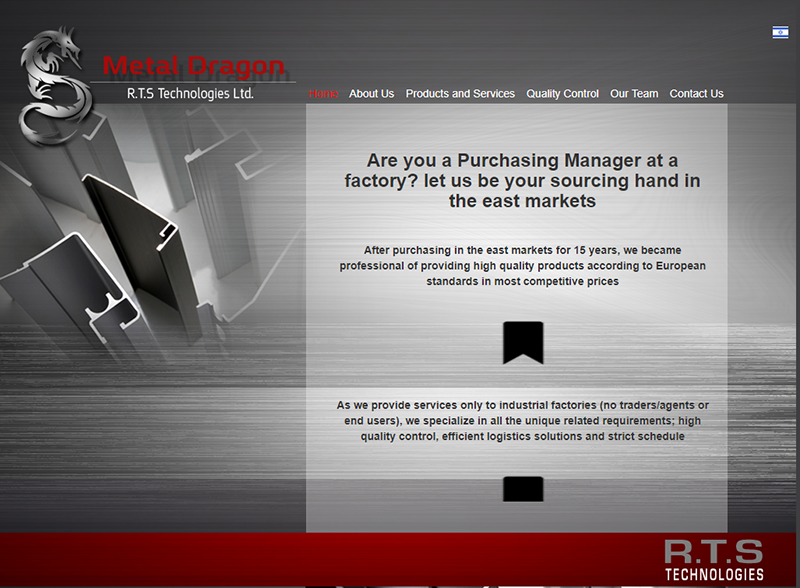 Metal Dragon
R.T.S Technologies Ltd.
Home About Us Products and Services Quality Control Our Team Contact Us
Are you a Purchasing Manager at a
factory? let us be your sourcing hand in
the east markets
After purchasing in the east markets for 15 years, we became
professional of providing high quality products according to European
standards in most competitive prices
As we provide services only to industrial factories (no traders/agents or
end users), we specialize in all the unique related requirements; high
quality control, efficient logistics solutions and strict schedule
R.T.S
TECHNOLOGIES